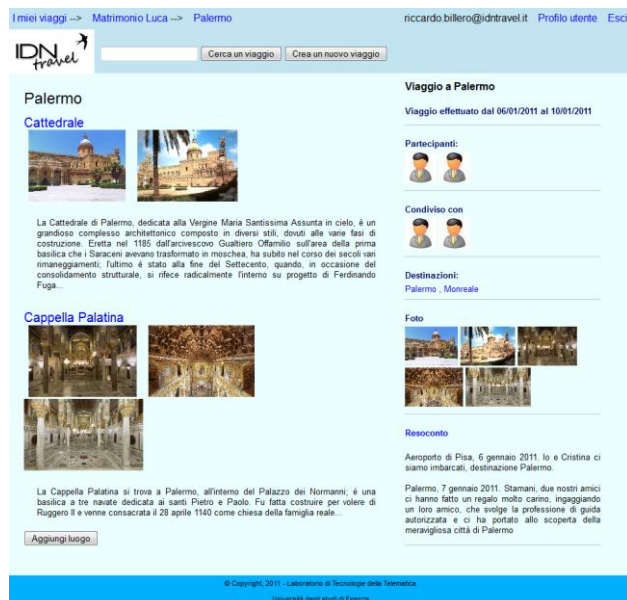 I miei viaggi --> Matrimonio Luca --> Palermo
riccardo.billero@idntravel.it Profilo utente Esci
IDN
travel
Cerca un viaggio Crea un nuovo viaggio
Palermo
Cattedrale
La Cattedrale di Palermo, dedicata alla Vergine Maria Santissima Assunta in cielo, è un
grandioso complesso architettonico composto in diversi stili, dovuti alle varie fasi di
costruzione. Eretta nel 1185 dall'arcivescovo Gualtiero Offamilio sull'area della prima
basilica che i Saraceni avevano trasformato in moschea, ha subito nel corso dei secoli vari
rimaneggiamenti; l'ultimo è stato alla fine del Settecento, quando, in occasione del
consolidamento strutturale, si rifece radicalmente l'interno su progetto di Ferdinando
Fuga...
Cappella Palatina
La Cappella Palatina si trova a Palermo, all'interno del Palazzo dei Normanni; è una
basilica a tre navate dedicata ai santi Pietro e Paolo. Fu fatta costruire per volere di
Ruggero II e venne consacrata il 28 aprile 1140 come chiesa della famiglia reale...
Aggiungi luogo
Viaggio a Palermo
Viaggio effettuato dal 06/01/2011 al 10/01/2011
Partecipanti:
Condiviso con
Destinazioni:
Palermo , Monreale
Foto
Resoconto
Aeroporto di Pisa, 6 gennaio 2011. Io e Cristina ci
siamo imbarcati, destinazione Palermo.
Palermo, 7 gennaio 2011. Stamani, due nostri amici
ci hanno fatto un regalo molto carino, ingaggiando
un loro amico, che svolge la professione di guida
autorizzata e ci ha portato allo scoperta della
meravigliosa città di Palermo
© Copyright, 2011 - Laboratorio di Tecnologie della Telematica
Università degli studi di Firenze